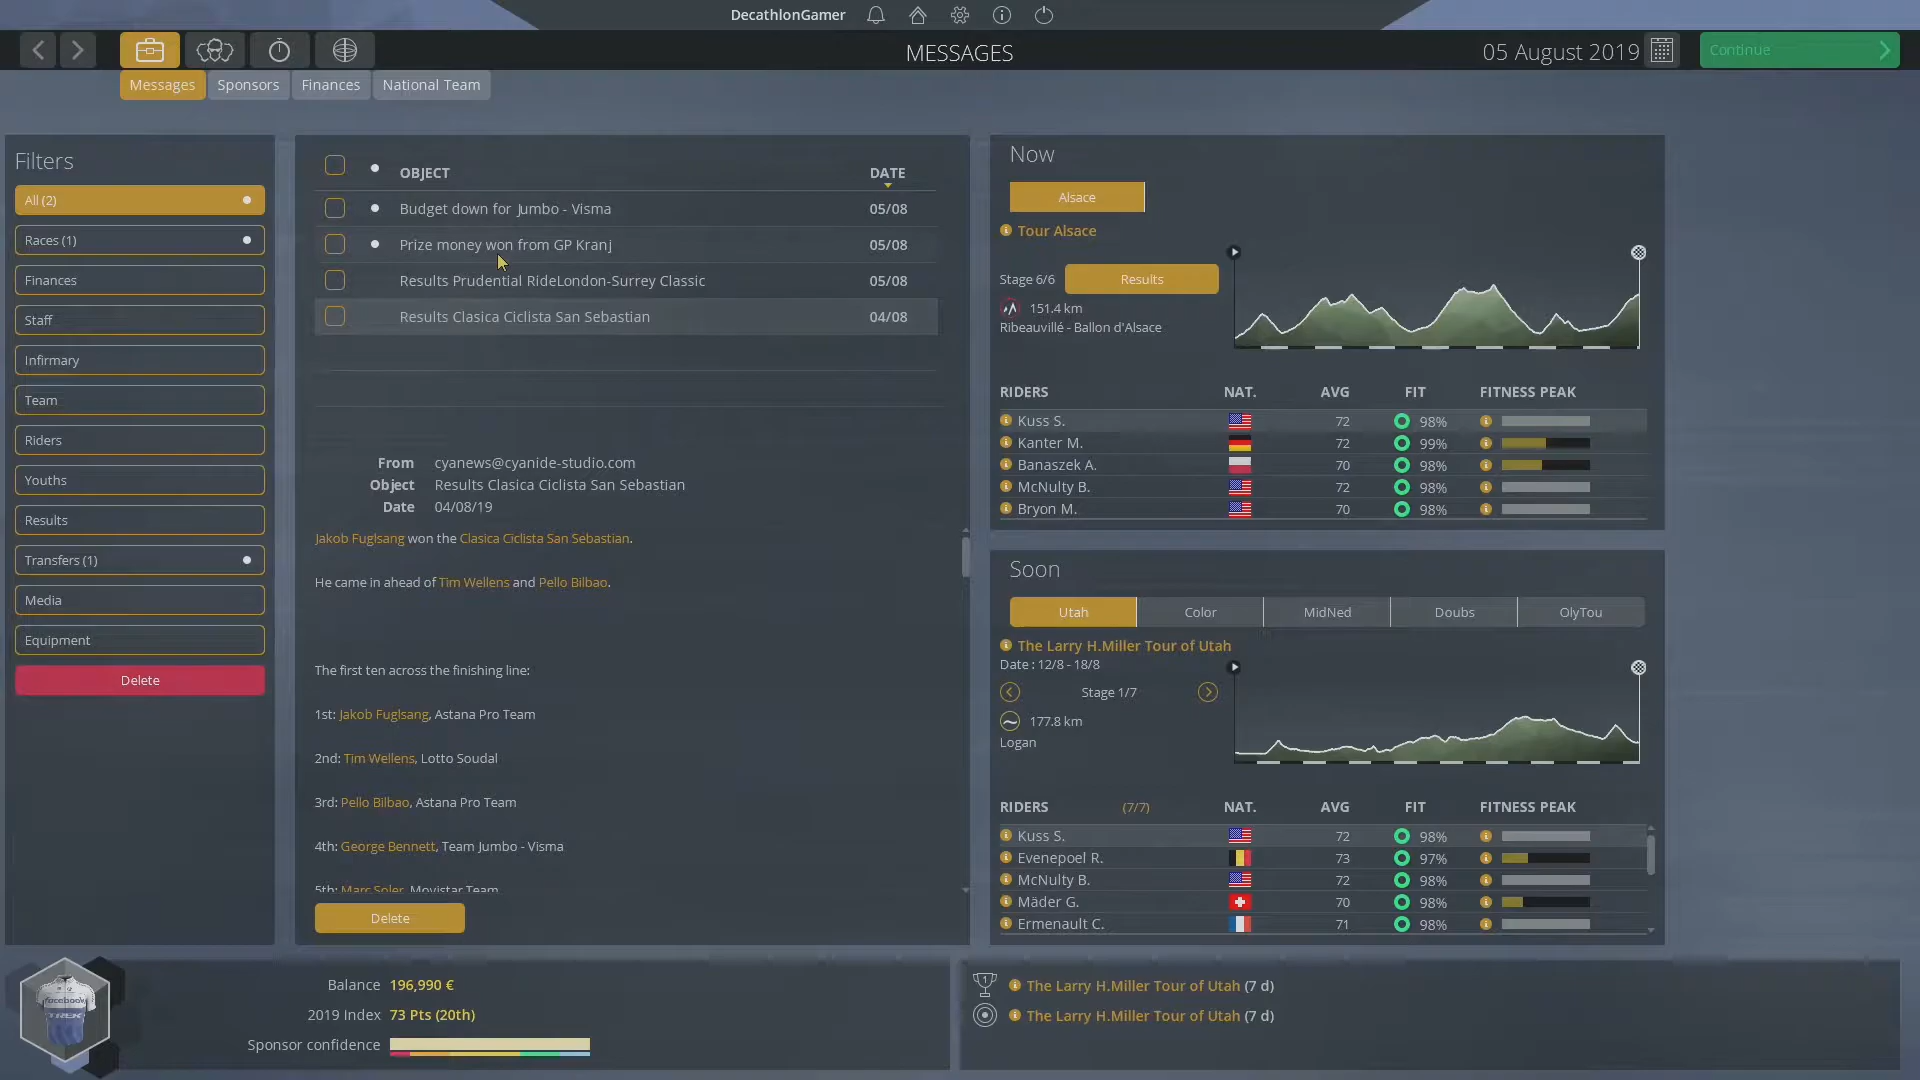 DecathlonGamer
MESSAGES
05 August 2019
Continue
Messages
Sponsors
Finances
National Team
Filters
All (2)
Races (1)
Finances
Staff
Infirmary
Team
Riders
Youths
Results
Transfers (1)
Media
Equipment
Delete
OBJECT DATE
Budget down for Jumbo - Visma 05/08
Prize money won from GP Kranj 05/08
Results Prudential RideLondon-Surrey Classic 05/08
Results Clasica Ciclista San Sebastian 04/08
From cyanews@cyanide-studio.com
Object Results Clasica Ciclista San Sebastian
Date 04/08/19
Jakob Fuglsang won the Clasica Ciclista San Sebastian.
He came in ahead of Tim Wellens and Pello Bilbao.
The first ten across the finishing line:
1st: Jakob Fuglsang, Astana Pro Team
2nd: Tim Wellens, Lotto Soudal
3rd: Pello Bilbao, Astana Pro Team
4th: George Bennett, Team Jumbo - Visma
5th: Marc Soler, Movistar Team
Delete
Now
Alsace
Tour Alsace
Stage 6/6 Results
151.4 km
Ribeauvillé - Ballon d'Alsace
RIDERS NAT. AVG FIT FITNESS PEAK
Kuss S. 72 98%
Kanter M. 72 99%
Banaszek A. 70 98%
McNulty B. 72 98%
Bryon M. 70 98%
Soon
Utah Color MidNed Doubs OlyTou
The Larry H.Miller Tour of Utah
Date : 12/8 - 18/8
Stage 1/7
177.8 km
Logan
RIDERS (7/7) NAT. AVG FIT FITNESS PEAK
Kuss S. 72 98%
Evenepoel R. 73 97%
McNulty B. 72 98%
Mäder G. 70 98%
Ermenault C. 71 98%
facebook
TREK
Balance 196,990 €
2019 Index 73 Pts (20th)
Sponsor confidence
1 The Larry H.Miller Tour of Utah (7 d)
The Larry H.Miller Tour of Utah (7 d)